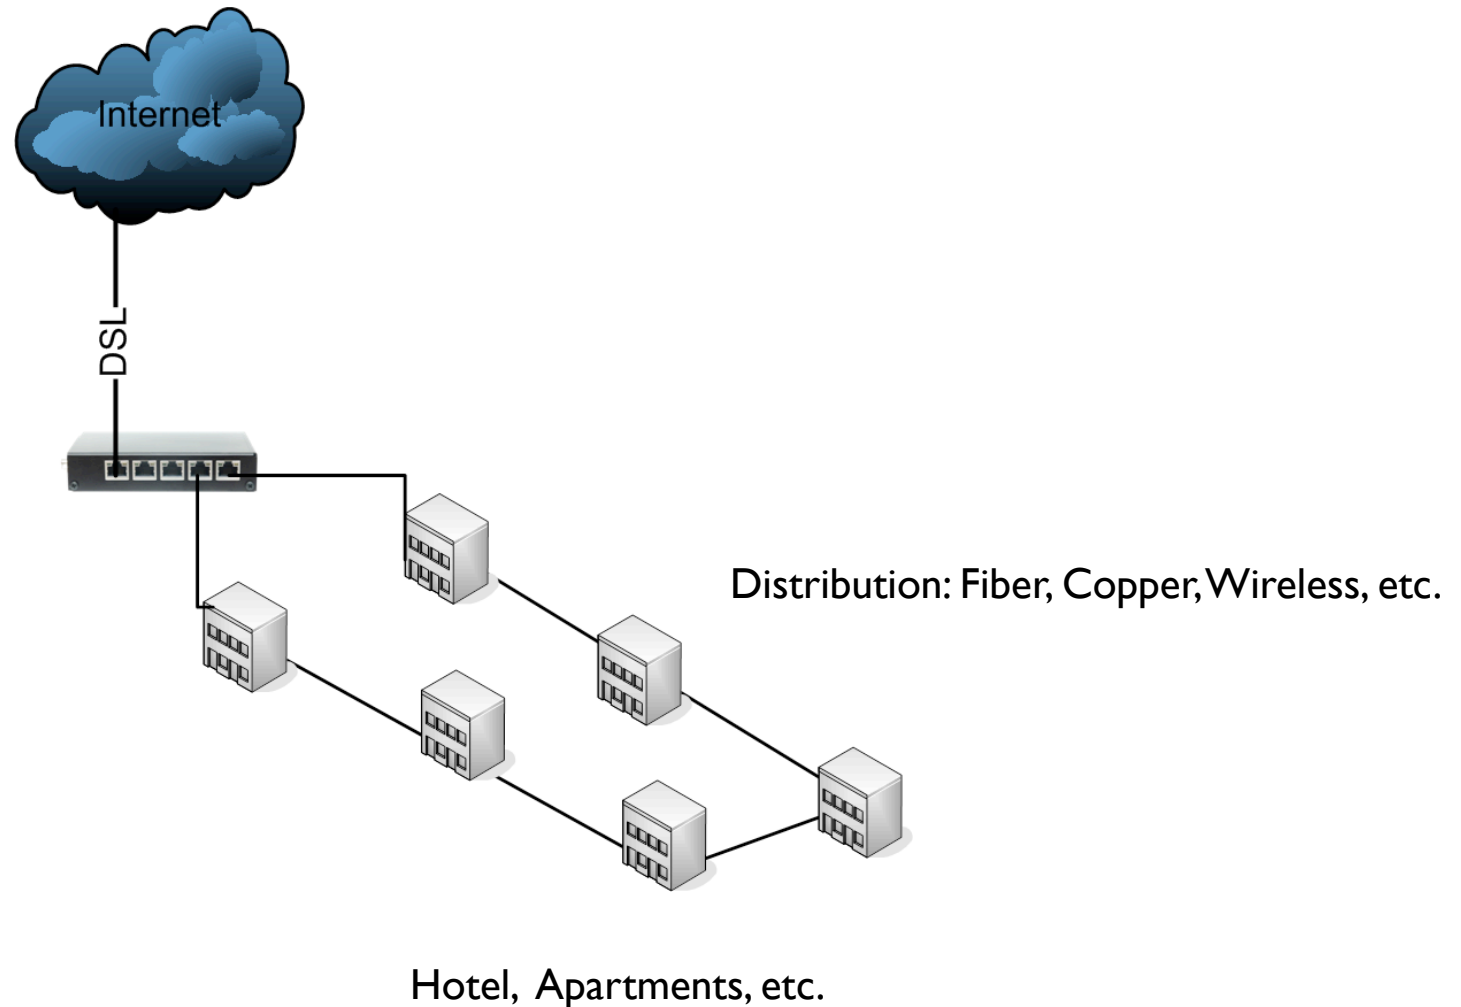 Internet
DSL
Distribution: Fiber, Copper, Wireless, etc.
Hotel, Apartments, etc.